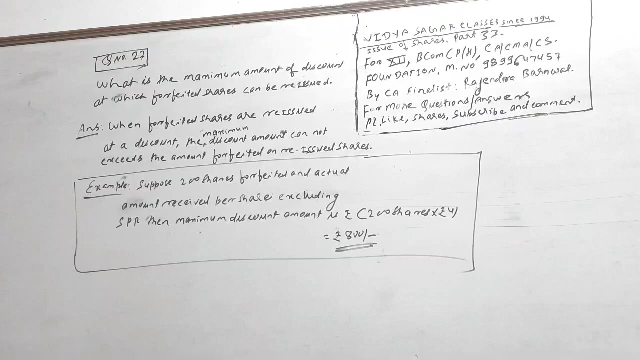 Q.No. 27
What is the maximum amount of discount
at which forfeited shares can be reissued.
Ans: When forfeited shares are reissued
at a discount, the maximum discount amount can not
exceeds the amount forfeited on re-issued shares.
Example: Suppose 200 shares forfeited and actual
amount received per share excluding
SPR then maximum discount amount is ₹ (200 shares × ₹4)
= ₹ 800/-
VIDYA SAGAR CLASSES since 1994
Issue of shares. Part 37.
For XII, BCom (P/H), CA/CMA/CS.
FOUNDATION, M.NO 9899647457
By CA Finalist: Rajendra Barnwal
For More Questions/answers
Pl. Like, shares, Subscribe and comment.